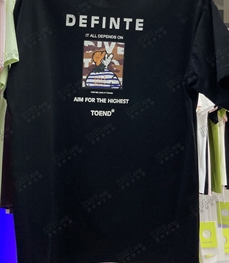 DEFINTE
IT ALL DEPENDS ON
AIM FOR THE HIGHEST
TOEND®